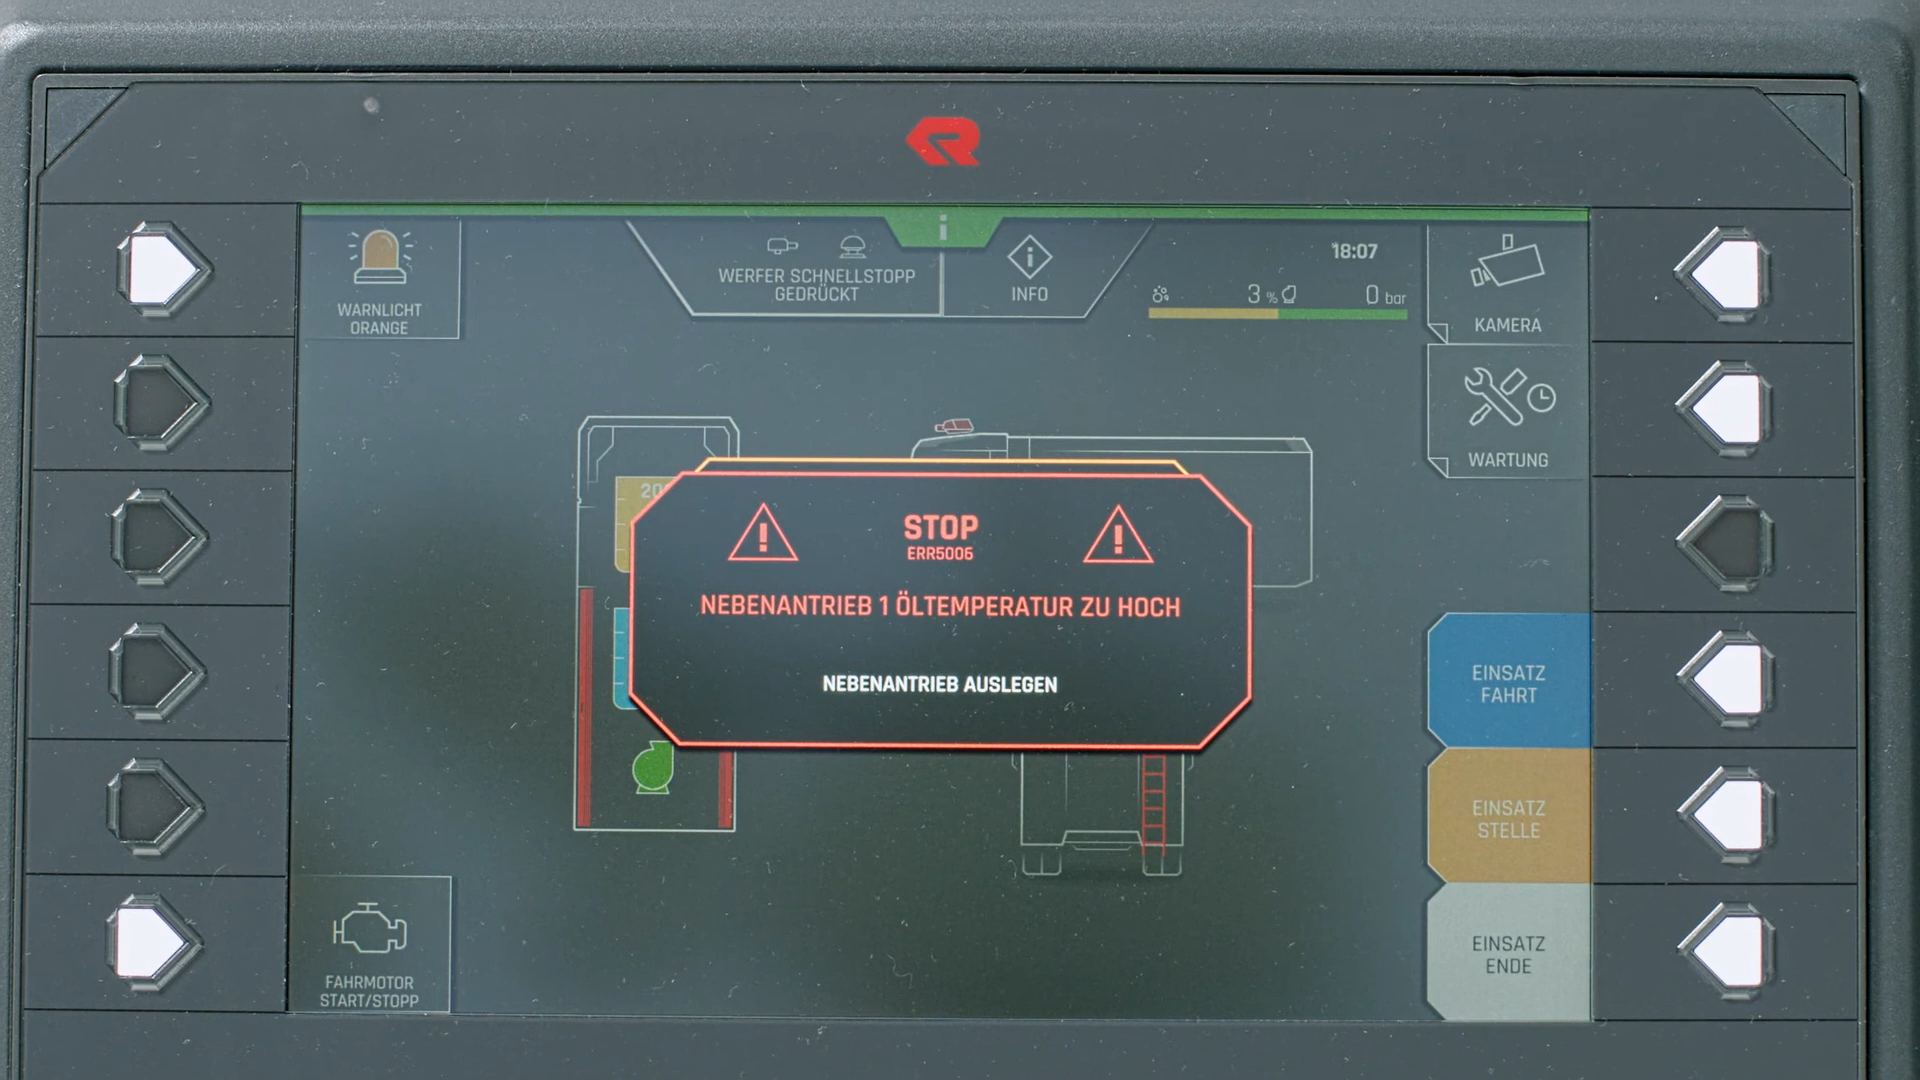 WARNLICHT
ORANGE
WERFER SCHNELLSTOPP
GEDRÜCKT
i
INFO
18:07
3 %
0 bar
KAMERA
WARTUNG
STOP
ERR5006
NEBENANTRIEB 1 ÖLTEMPERATUR ZU HOCH
NEBENANTRIEB AUSLEGEN
EINSATZ
FAHRT
EINSATZ
STELLE
EINSATZ
ENDE
FAHRMOTOR
START/STOPP